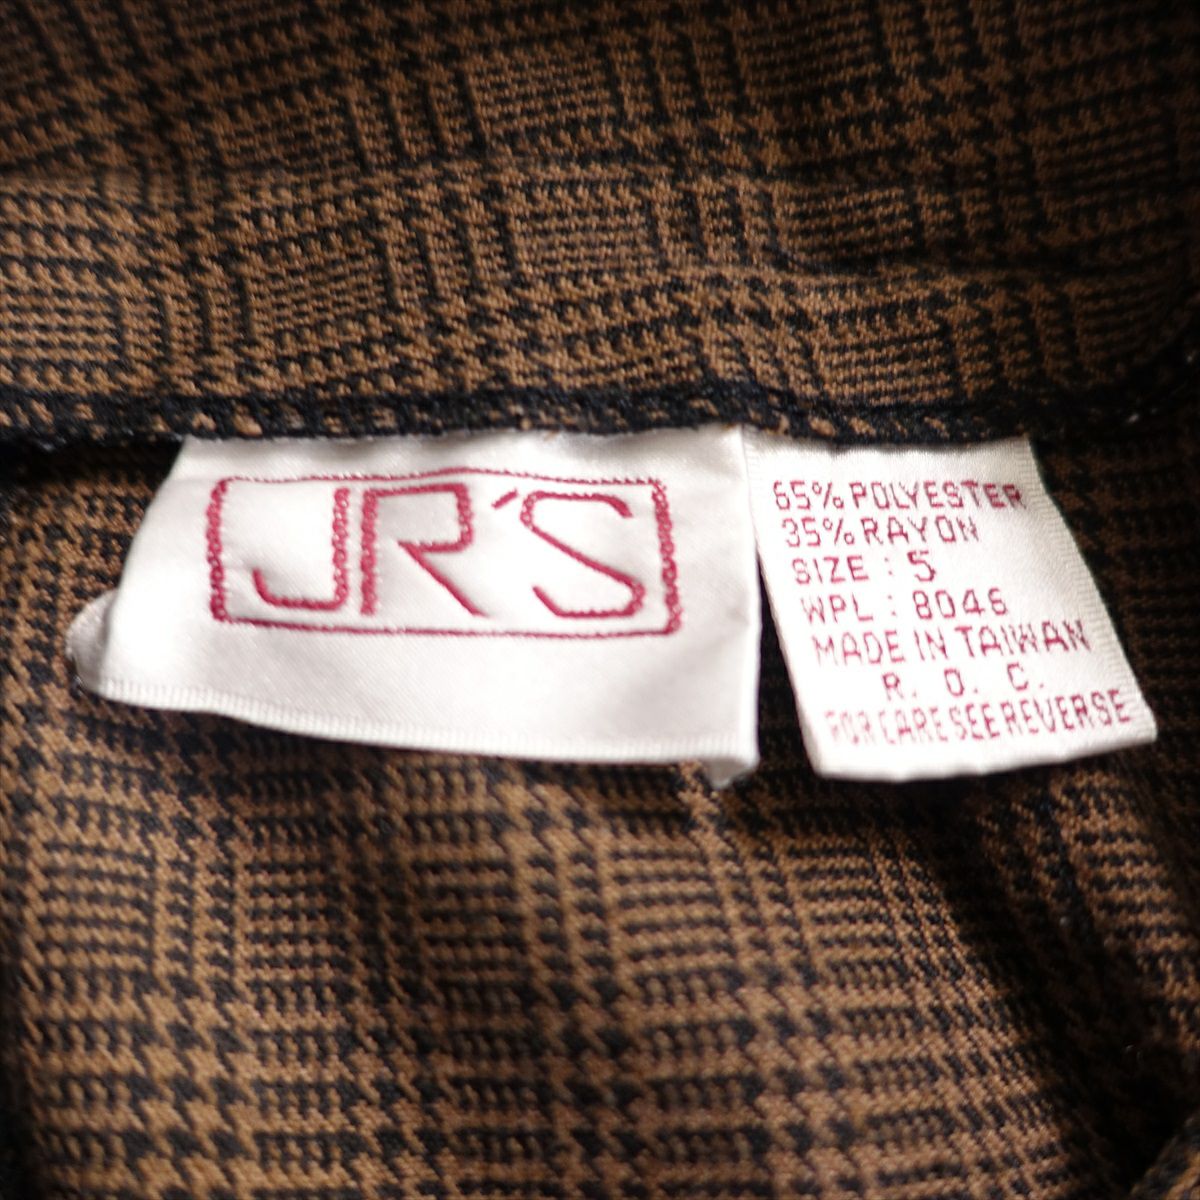 JR'S
65% POLYESTER
35% RAYON
SIZE : 5
WPL : 8046
MADE IN TAIWAN
R. O. C.
FOR CARE SEE REVERSE